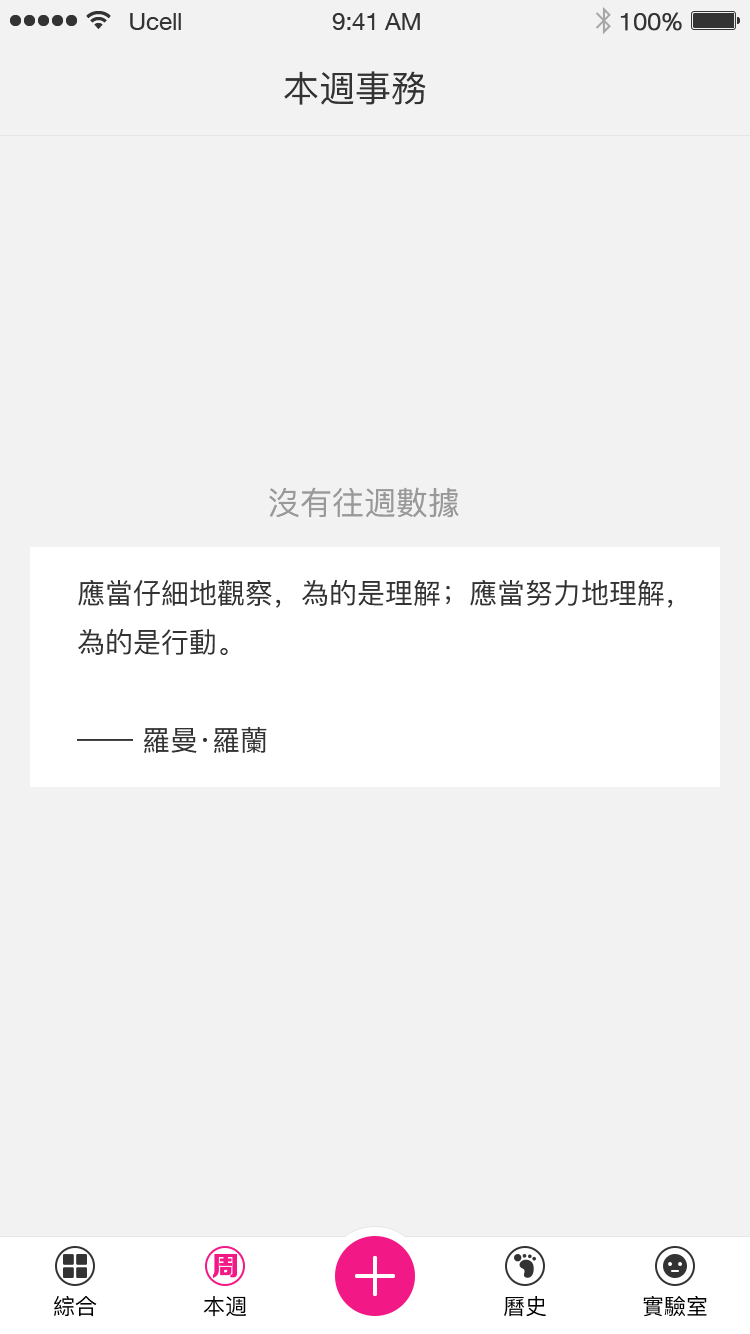 Ucell 9:41 AM 100%
本週事務
沒有往週數據
應當仔細地觀察，為的是理解；應當努力地理解，
為的是行動。
—— 羅曼·羅蘭
周
綜合 本週 曆史 實驗室